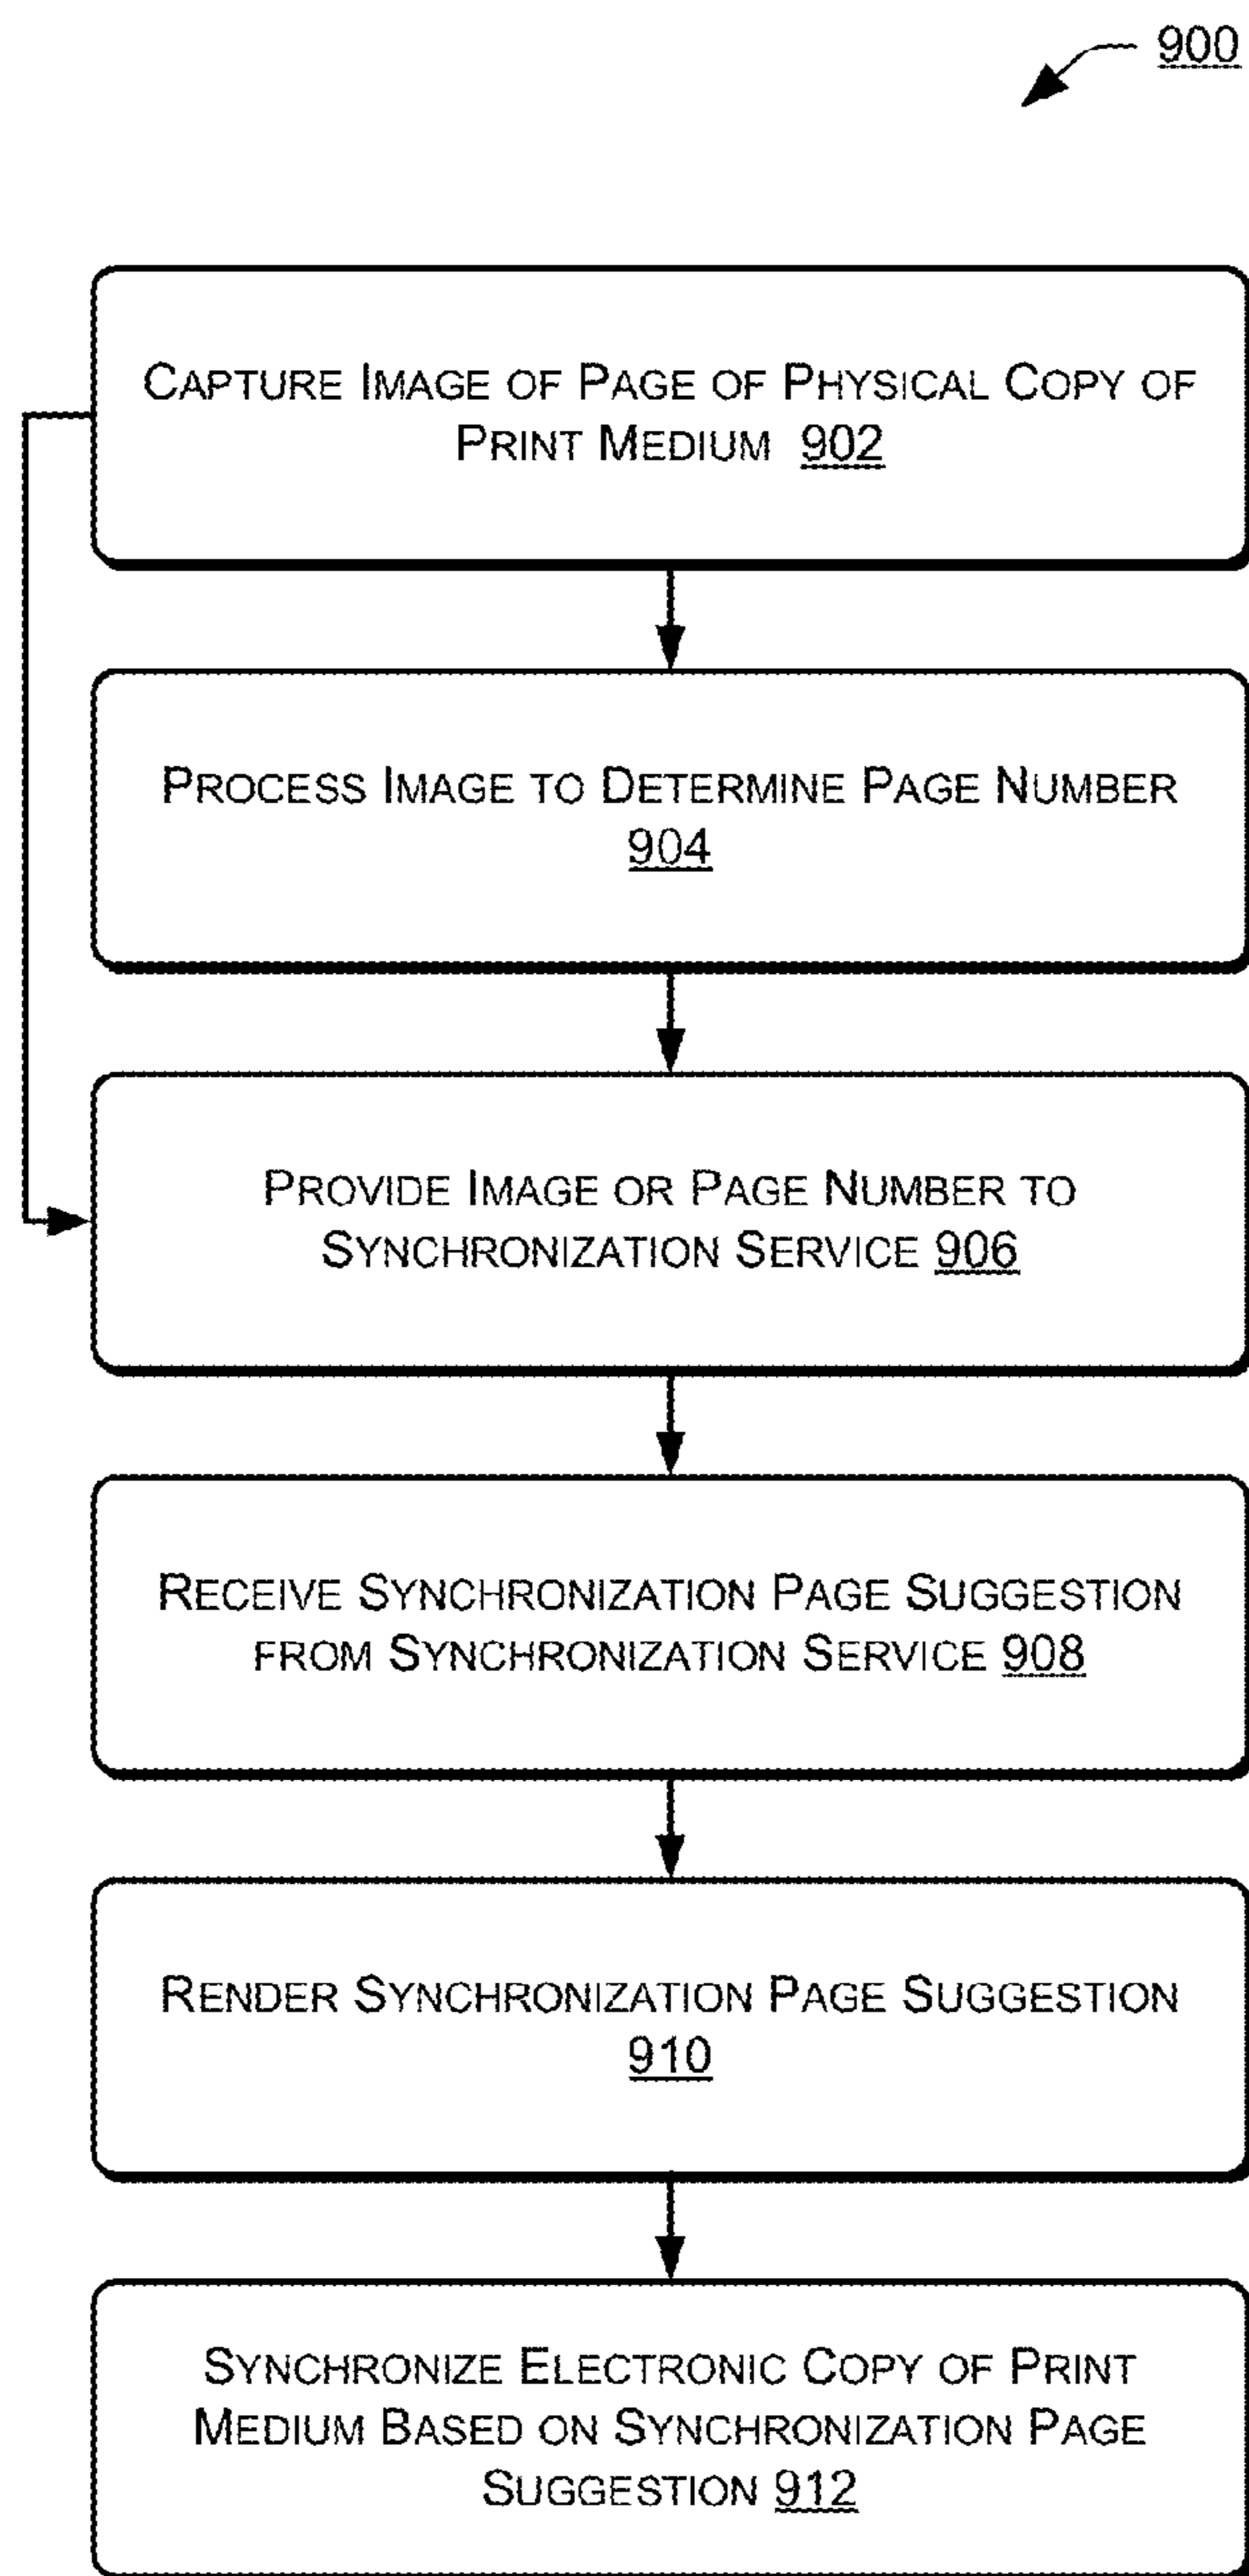 900
CAPTURE IMAGE OF PAGE OF PHYSICAL COPY OF
PRINT MEDIUM 902
PROCESS IMAGE TO DETERMINE PAGE NUMBER
904
PROVIDE IMAGE OR PAGE NUMBER TO
SYNCHRONIZATION SERVICE 906
RECEIVE SYNCHRONIZATION PAGE SUGGESTION
FROM SYNCHRONIZATION SERVICE 908
RENDER SYNCHRONIZATION PAGE SUGGESTION
910
SYNCHRONIZE ELECTRONIC COPY OF PRINT
MEDIUM BASED ON SYNCHRONIZATION PAGE
SUGGESTION 912